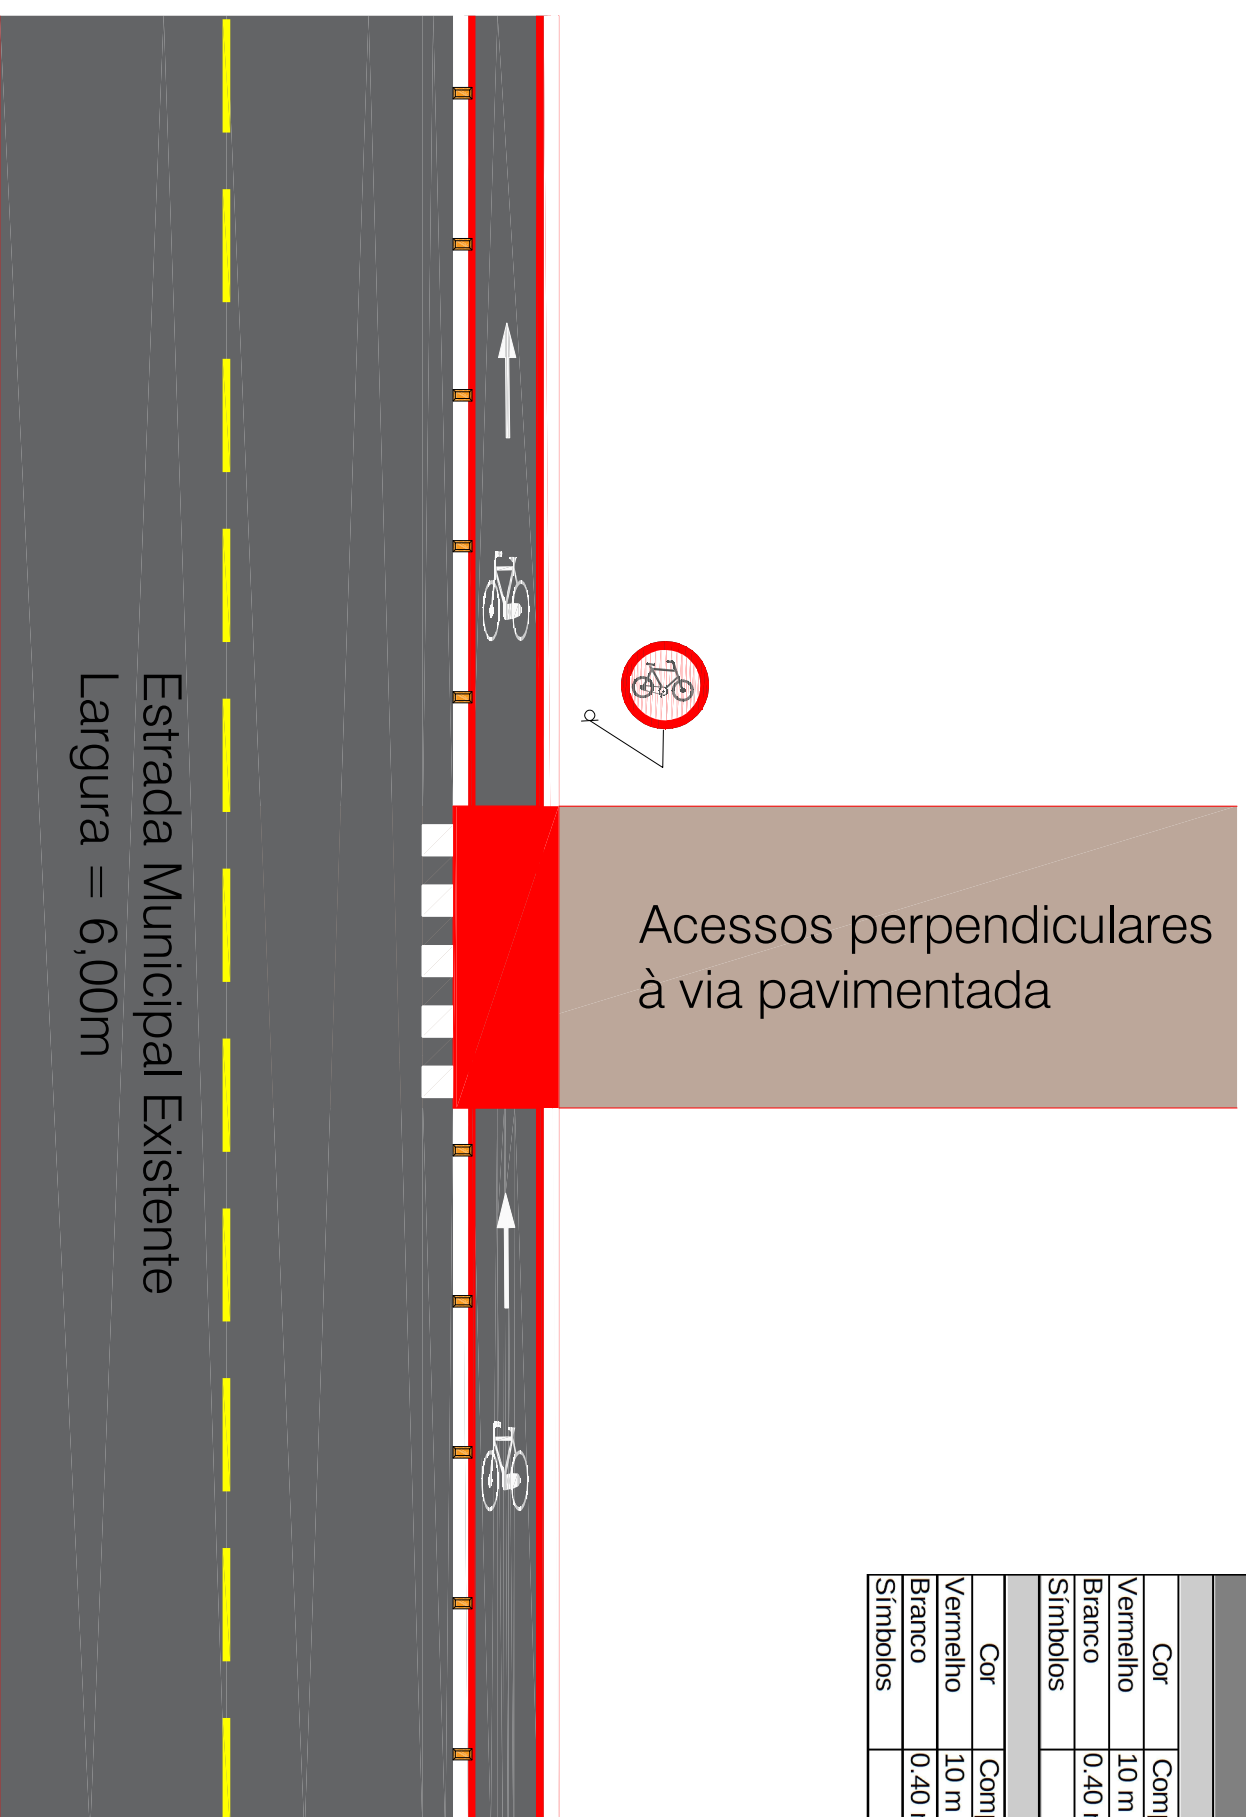 Estrada Municipal Existente
Largura = 6,00m
Acessos perpendiculares
à via pavimentada
Cor
Vermelho 10 m
Branco 0.40
Símbolos
Cor
Vermelho 10 m
Branco 0.40
Símbolos